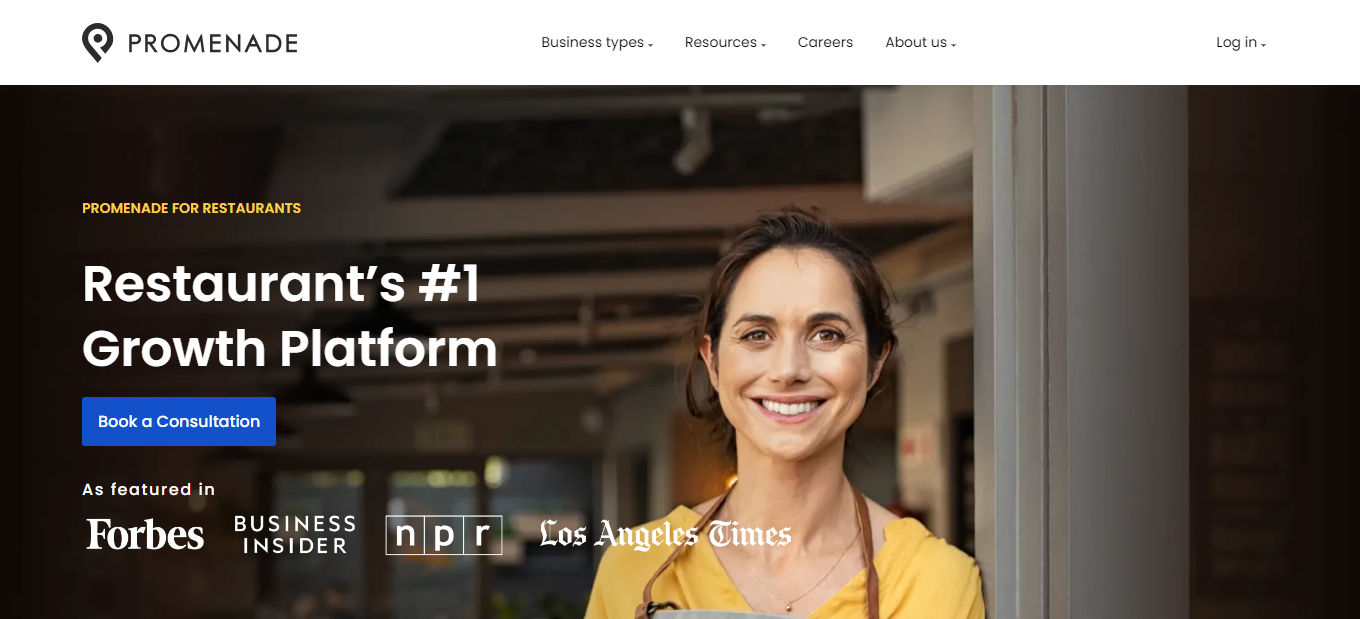 PROMENADE
Business types
Resources
Careers
About us
Log in
PROMENADE FOR RESTAURANTS
Restaurant’s #1
Growth Platform
Book a Consultation
As featured in
Forbes
BUSINESS
INSIDER
npr
Los Angeles Times